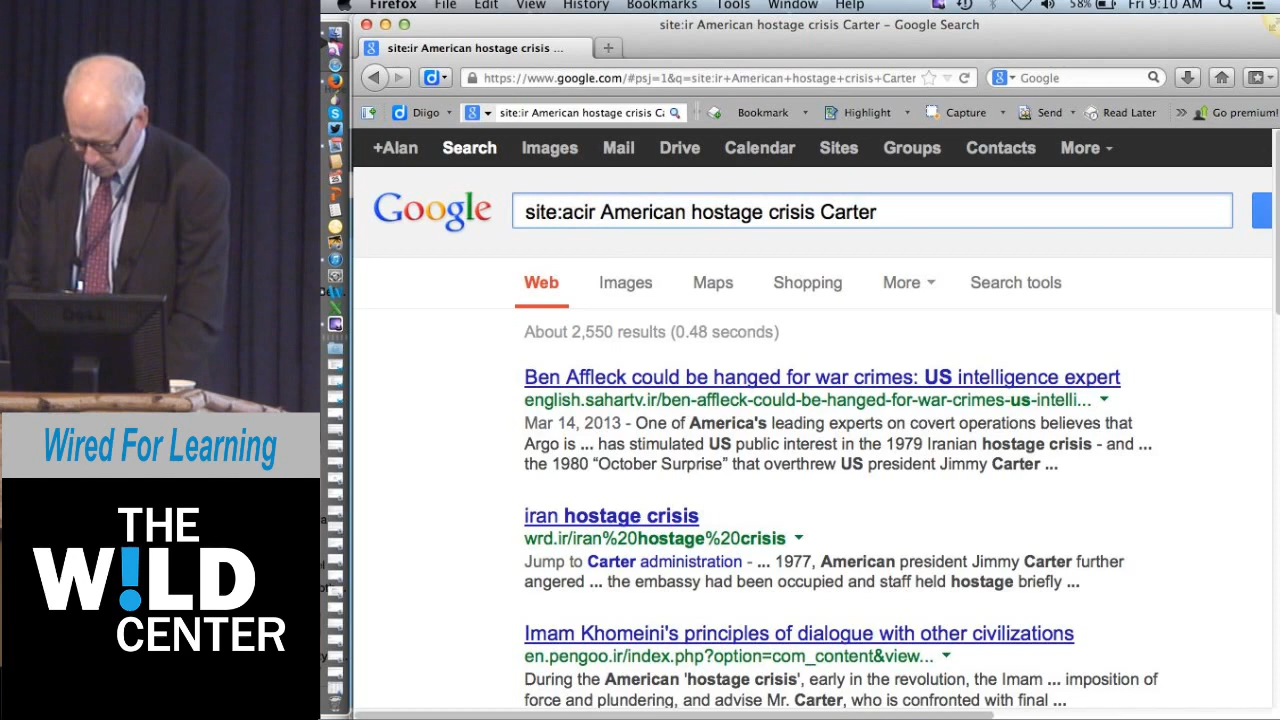 Firefox File Edit View History Bookmarks Tools Window Help 58% Fri 9:10 AM
site:ir American hostage crisis Carter - Google Search
site:ir American hostage crisis ...
https://www.google.com/#psj=1&q=site:ir+American+hostage+crisis+Carter Google
Diigo site:ir American hostage crisis Ca Bookmark Highlight Capture Send Read Later Go premium!
+Alan Search Images Mail Drive Calendar Sites Groups Contacts More
Google site:acir American hostage crisis Carter
Web Images Maps Shopping More Search tools
About 2,550 results (0.48 seconds)
Ben Affleck could be hanged for war crimes: US intelligence expert
english.sahartv.ir/ben-affleck-could-be-hanged-for-war-crimes-us-intelli...
Mar 14, 2013 - One of America's leading experts on covert operations believes that
Argo is ... has stimulated US public interest in the 1979 Iranian hostage crisis - and ...
the 1980 “October Surprise” that overthrew US president Jimmy Carter ...
iran hostage crisis
wrd.ir/iran%20hostage%20crisis
Jump to Carter administration - ... 1977, American president Jimmy Carter further
angered ... the embassy had been occupied and staff held hostage briefly ...
Imam Khomeini's principles of dialogue with other civilizations
en.pengoo.ir/index.php?option=com_content&view...
During the American 'hostage crisis', early in the revolution, the Imam ... imposition of
force and plundering, and advise Mr. Carter, who is confronted with final ...
DELL
Wired For Learning
THE
W!LD
CENTER